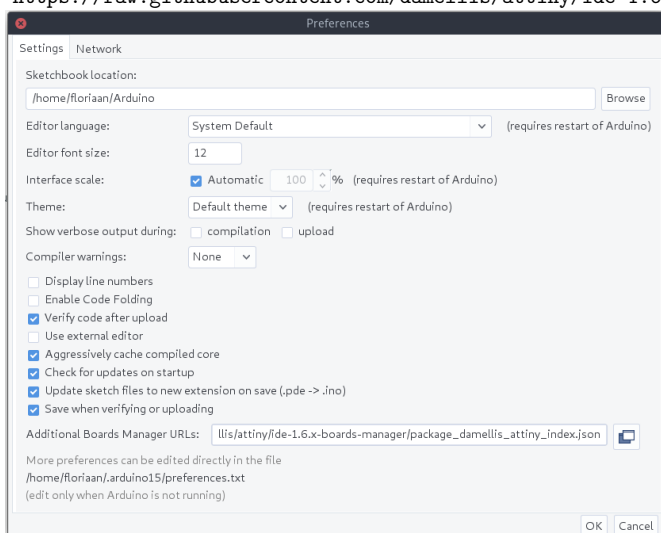 https://raw.githubusercontent.com/damellis/attiny/ide-1.6
Preferences
Settings Network
Sketchbook location:
/home/floriaan/Arduino Browse
Editor language: System Default (requires restart of Arduino)
Editor font size: 12
Interface scale: Automatic 100 % (requires restart of Arduino)
Theme: Default theme (requires restart of Arduino)
Show verbose output during: compilation upload
Compiler warnings: None
Display line numbers
Enable Code Folding
Verify code after upload
Use external editor
Aggressively cache compiled core
Check for updates on startup
Update sketch files to new extension on save (.pde -> .ino)
Save when verifying or uploading
Additional Boards Manager URLs: llis/attiny/ide-1.6.x-boards-manager/package_damellis_attiny_index.json
More preferences can be edited directly in the file
/home/floriaan/.arduino15/preferences.txt
(edit only when Arduino is not running)
OK Cancel